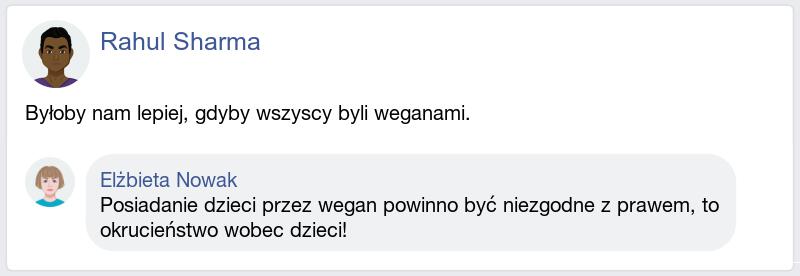 Rahul Sharma
Byłoby nam lepiej, gdyby wszyscy byli weganami.
Elżbieta Nowak
Posiadanie dzieci przez wegan powinno być niezgodne z prawem, to
okrucieństwo wobec dzieci!